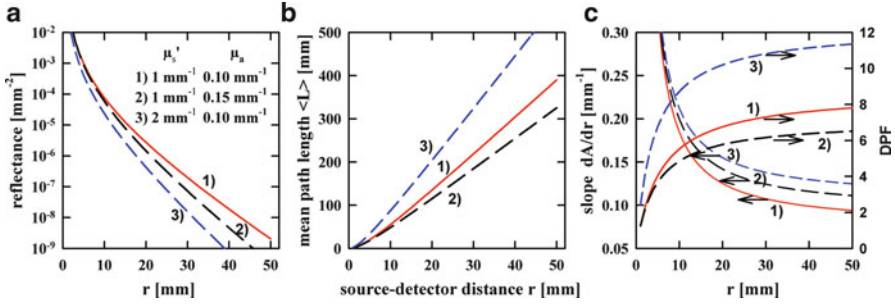 a
reflectance [mm⁻²]
10⁻²
10⁻³
10⁻⁴
10⁻⁵
10⁻⁶
10⁻⁷
10⁻⁸
10⁻⁹
μₛ' μₐ
1) 1 mm⁻¹ 0.10 mm⁻¹
2) 1 mm⁻¹ 0.15 mm⁻¹
3) 2 mm⁻¹ 0.10 mm⁻¹
1)
2)
3)
0 10 20 30 40 50
r [mm]
b
mean path length <L> [mm]
500
400
300
200
100
0
3)
1)
2)
0 10 20 30 40 50
source-detector distance r [mm]
c
slope dA/dr [mm⁻¹]
0.30
0.25
0.20
0.15
0.10
0.05
3)
1)
2)
3)
2)
1)
12
10
8
6
4
2
0
DPF
0 10 20 30 40 50
r [mm]